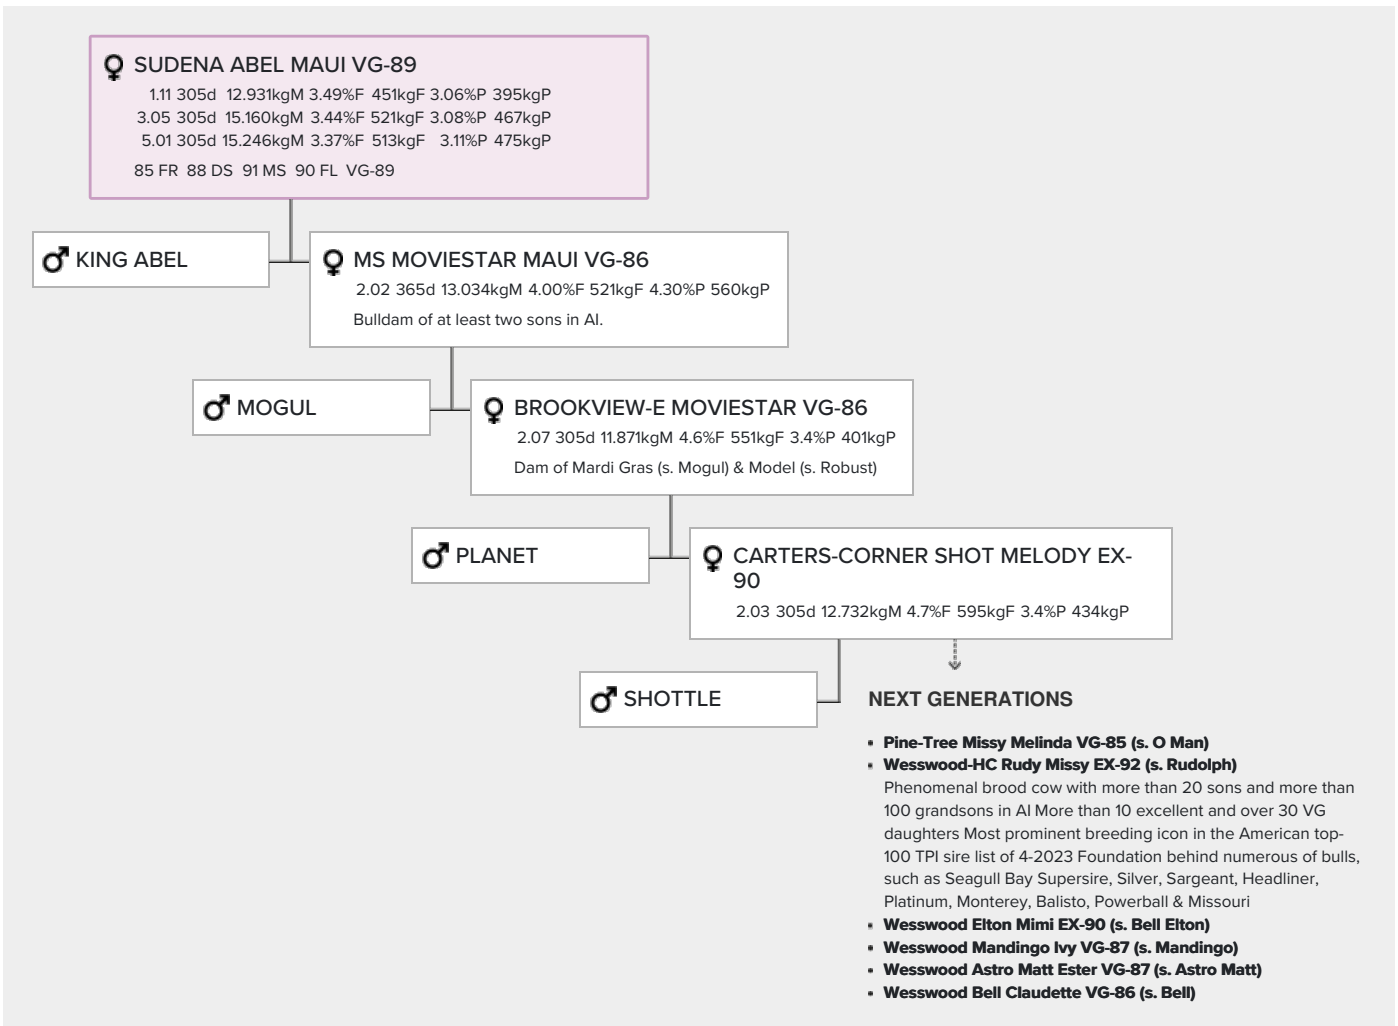 SUDENA ABEL MAUI VG-89
1.11 305d 12.931kgM 3.49%F 451kgF 3.06%P 395kgP
3.05 305d 15.160kgM 3.44%F 521kgF 3.08%P 467kgP
5.01 305d 15.246kgM 3.37%F 513kgF 3.11%P 475kgP
85 FR 88 DS 91 MS 90 FL VG-89
KING ABEL
MS MOVIESTAR MAUI VG-86
2.02 365d 13.034kgM 4.00%F 521kgF 4.30%P 560kgP
Bulldam of at least two sons in AI.
MOGUL
BROOKVIEW-E MOVIESTAR VG-86
2.07 305d 11.871kgM 4.6%F 551kgF 3.4%P 401kgP
Dam of Mardi Gras (s. Mogul) & Model (s. Robust)
PLANET
CARTERS-CORNER SHOT MELODY EX-
90
2.03 305d 12.732kgM 4.7%F 595kgF 3.4%P 434kgP
SHOTTLE
NEXT GENERATIONS
• Pine-Tree Missy Melinda VG-85 (s. O Man)
• Wesswood-HC Rudy Missy EX-92 (s. Rudolph)
Phenomenal brood cow with more than 20 sons and more than
100 grandsons in AI More than 10 excellent and over 30 VG
daughters Most prominent breeding icon in the American top-
100 TPI sire list of 4-2023 Foundation behind numerous of bulls,
such as Seagull Bay Supersire, Silver, Sargeant, Headliner,
Platinum, Monterey, Balisto, Powerball & Missouri
• Wesswood Elton Mimi EX-90 (s. Bell Elton)
• Wesswood Mandingo Ivy VG-87 (s. Mandingo)
• Wesswood Astro Matt Ester VG-87 (s. Astro Matt)
• Wesswood Bell Claudette VG-86 (s. Bell)